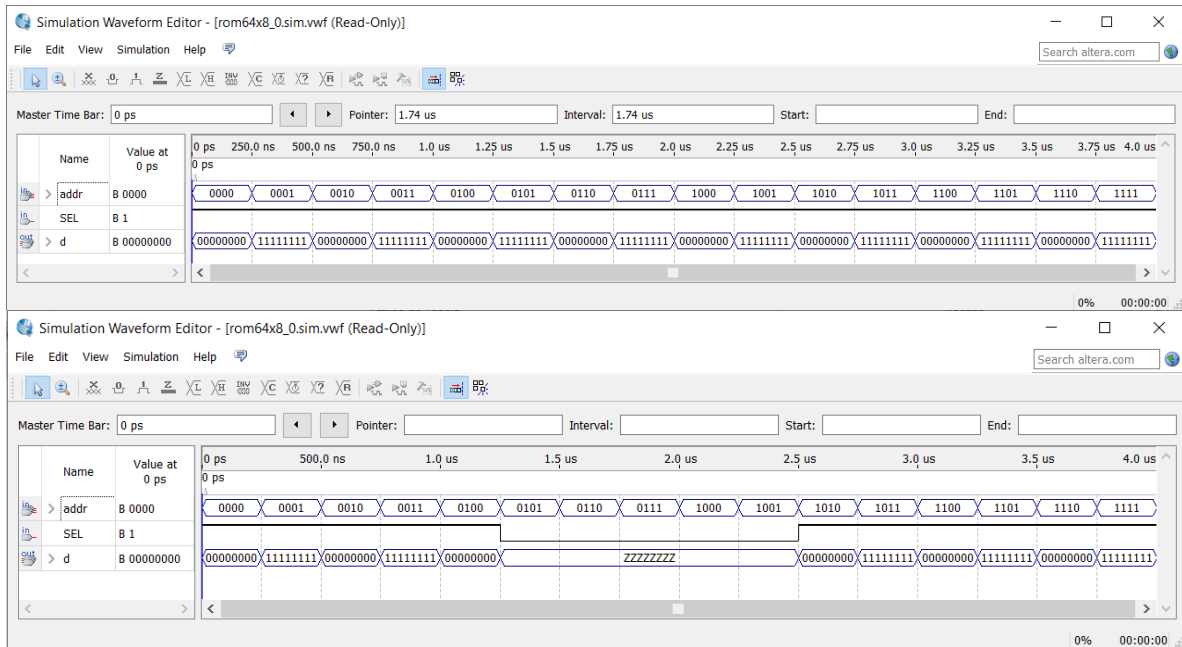 Simulation Waveform Editor - [rom64x8_0.sim.vwf (Read-Only)]
File Edit View Simulation Help
Search altera.com
Master Time Bar: 0 ps Pointer: 1.74 us Interval: 1.74 us Start: End:
Name Value at 0 ps
0 ps 250.0 ns 500.0 ns 750.0 ns 1.0 us 1.25 us 1.5 us 1.75 us 2.0 us 2.25 us 2.5 us 2.75 us 3.0 us 3.25 us 3.5 us 3.75 us 4.0 us
0 ps
addr B 0000 0000 0001 0010 0011 0100 0101 0110 0111 1000 1001 1010 1011 1100 1101 1110 1111
SEL B 1
d B 00000000 00000000 11111111 00000000 11111111 00000000 11111111 00000000 11111111 00000000 11111111 00000000 11111111 00000000 11111111 00000000 11111111
0% 00:00:00
Simulation Waveform Editor - [rom64x8_0.sim.vwf (Read-Only)]
File Edit View Simulation Help
Search altera.com
Master Time Bar: 0 ps Pointer: Interval: Start: End:
Name Value at 0 ps
0 ps 500.0 ns 1.0 us 1.5 us 2.0 us 2.5 us 3.0 us 3.5 us 4.0 us
0 ps
addr B 0000 0000 0001 0010 0011 0100 0101 0110 0111 1000 1001 1010 1011 1100 1101 1110 1111
SEL B 1
d B 00000000 00000000 11111111 00000000 11111111 00000000 ZZZZZZZZ 00000000 11111111 00000000 11111111 00000000 11111111
0% 00:00:00